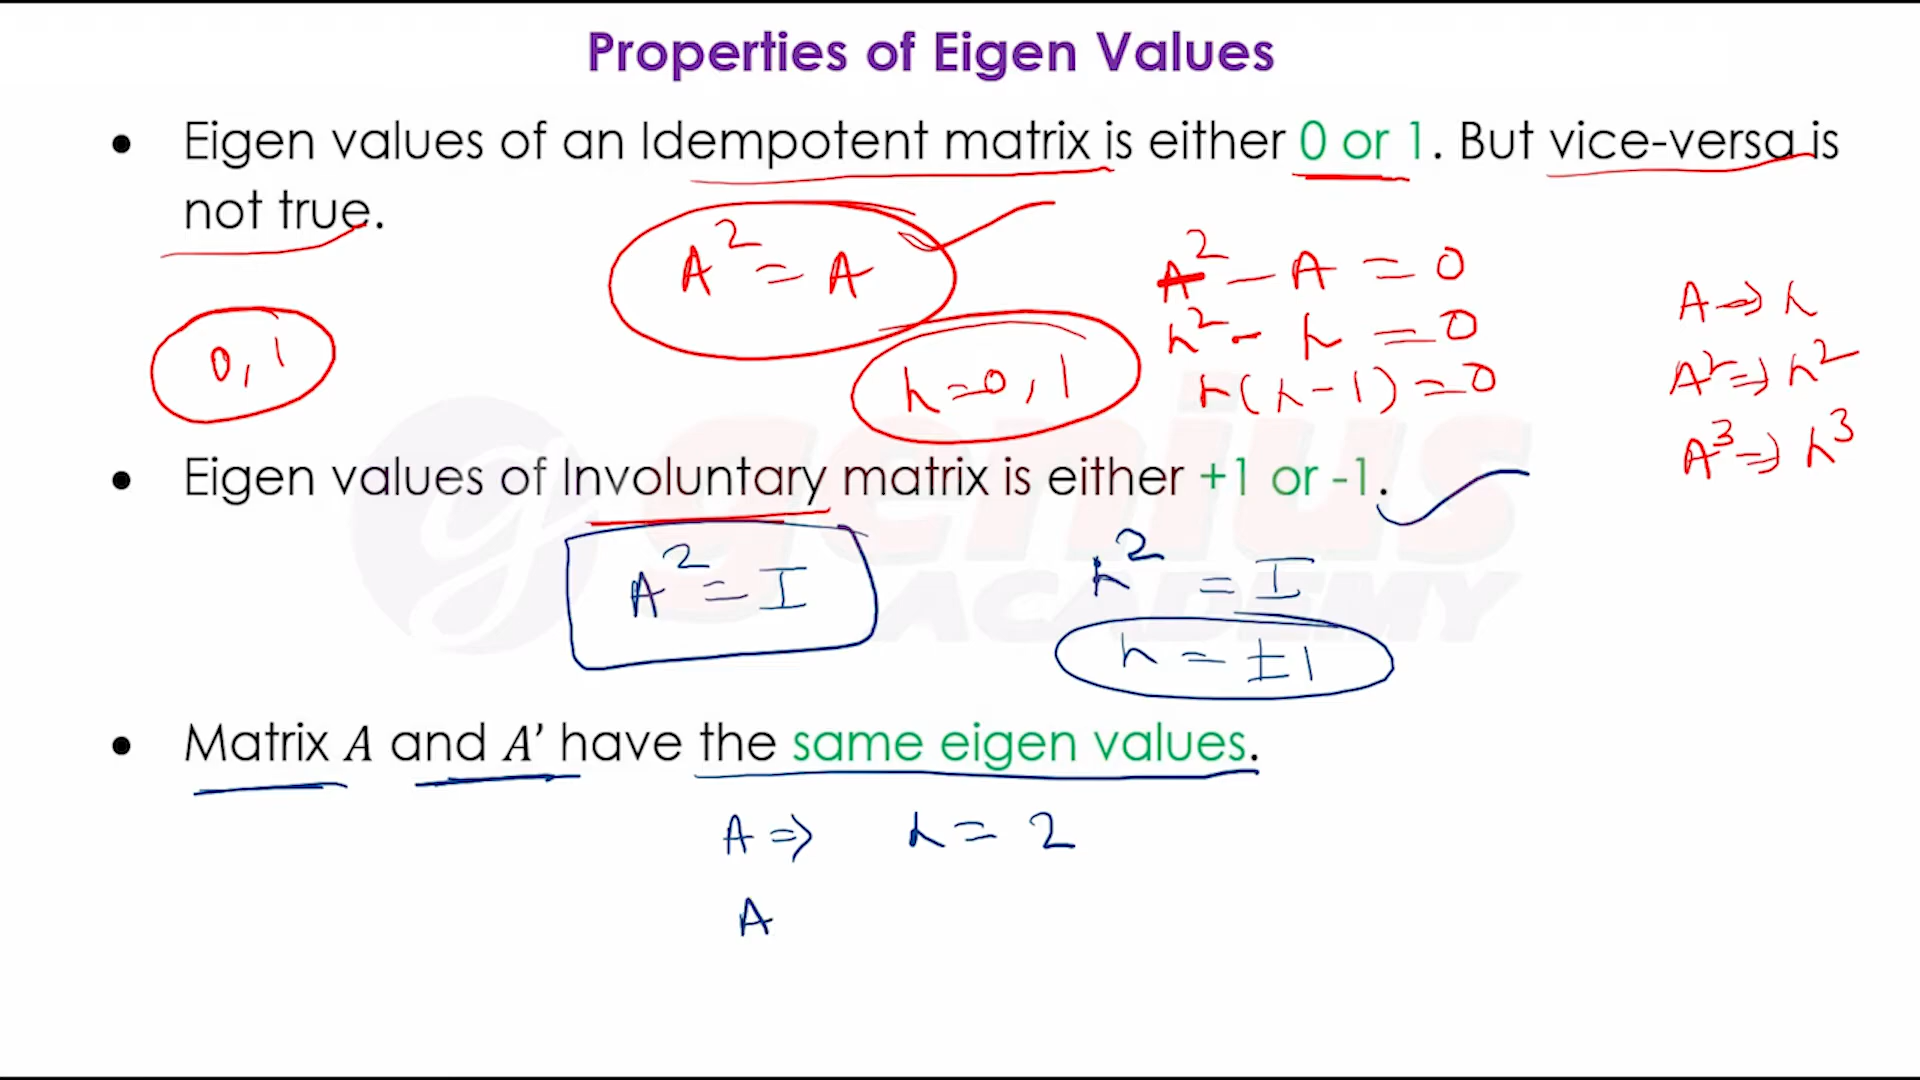 Properties of Eigen Values
• Eigen values of an Idempotent matrix is either 0 or 1. But vice-versa is
not true.
A² = A
A² - A = 0
λ² - λ = 0
λ(λ-1) = 0
λ = 0, 1
0, 1
A => λ
A² => λ²
A³ => λ³
• Eigen values of Involuntary matrix is either +1 or -1.
A² = I
λ² = I
λ = ±1
• Matrix A and A’ have the same eigen values.
A => λ = 2
A
genius
ACADEMY